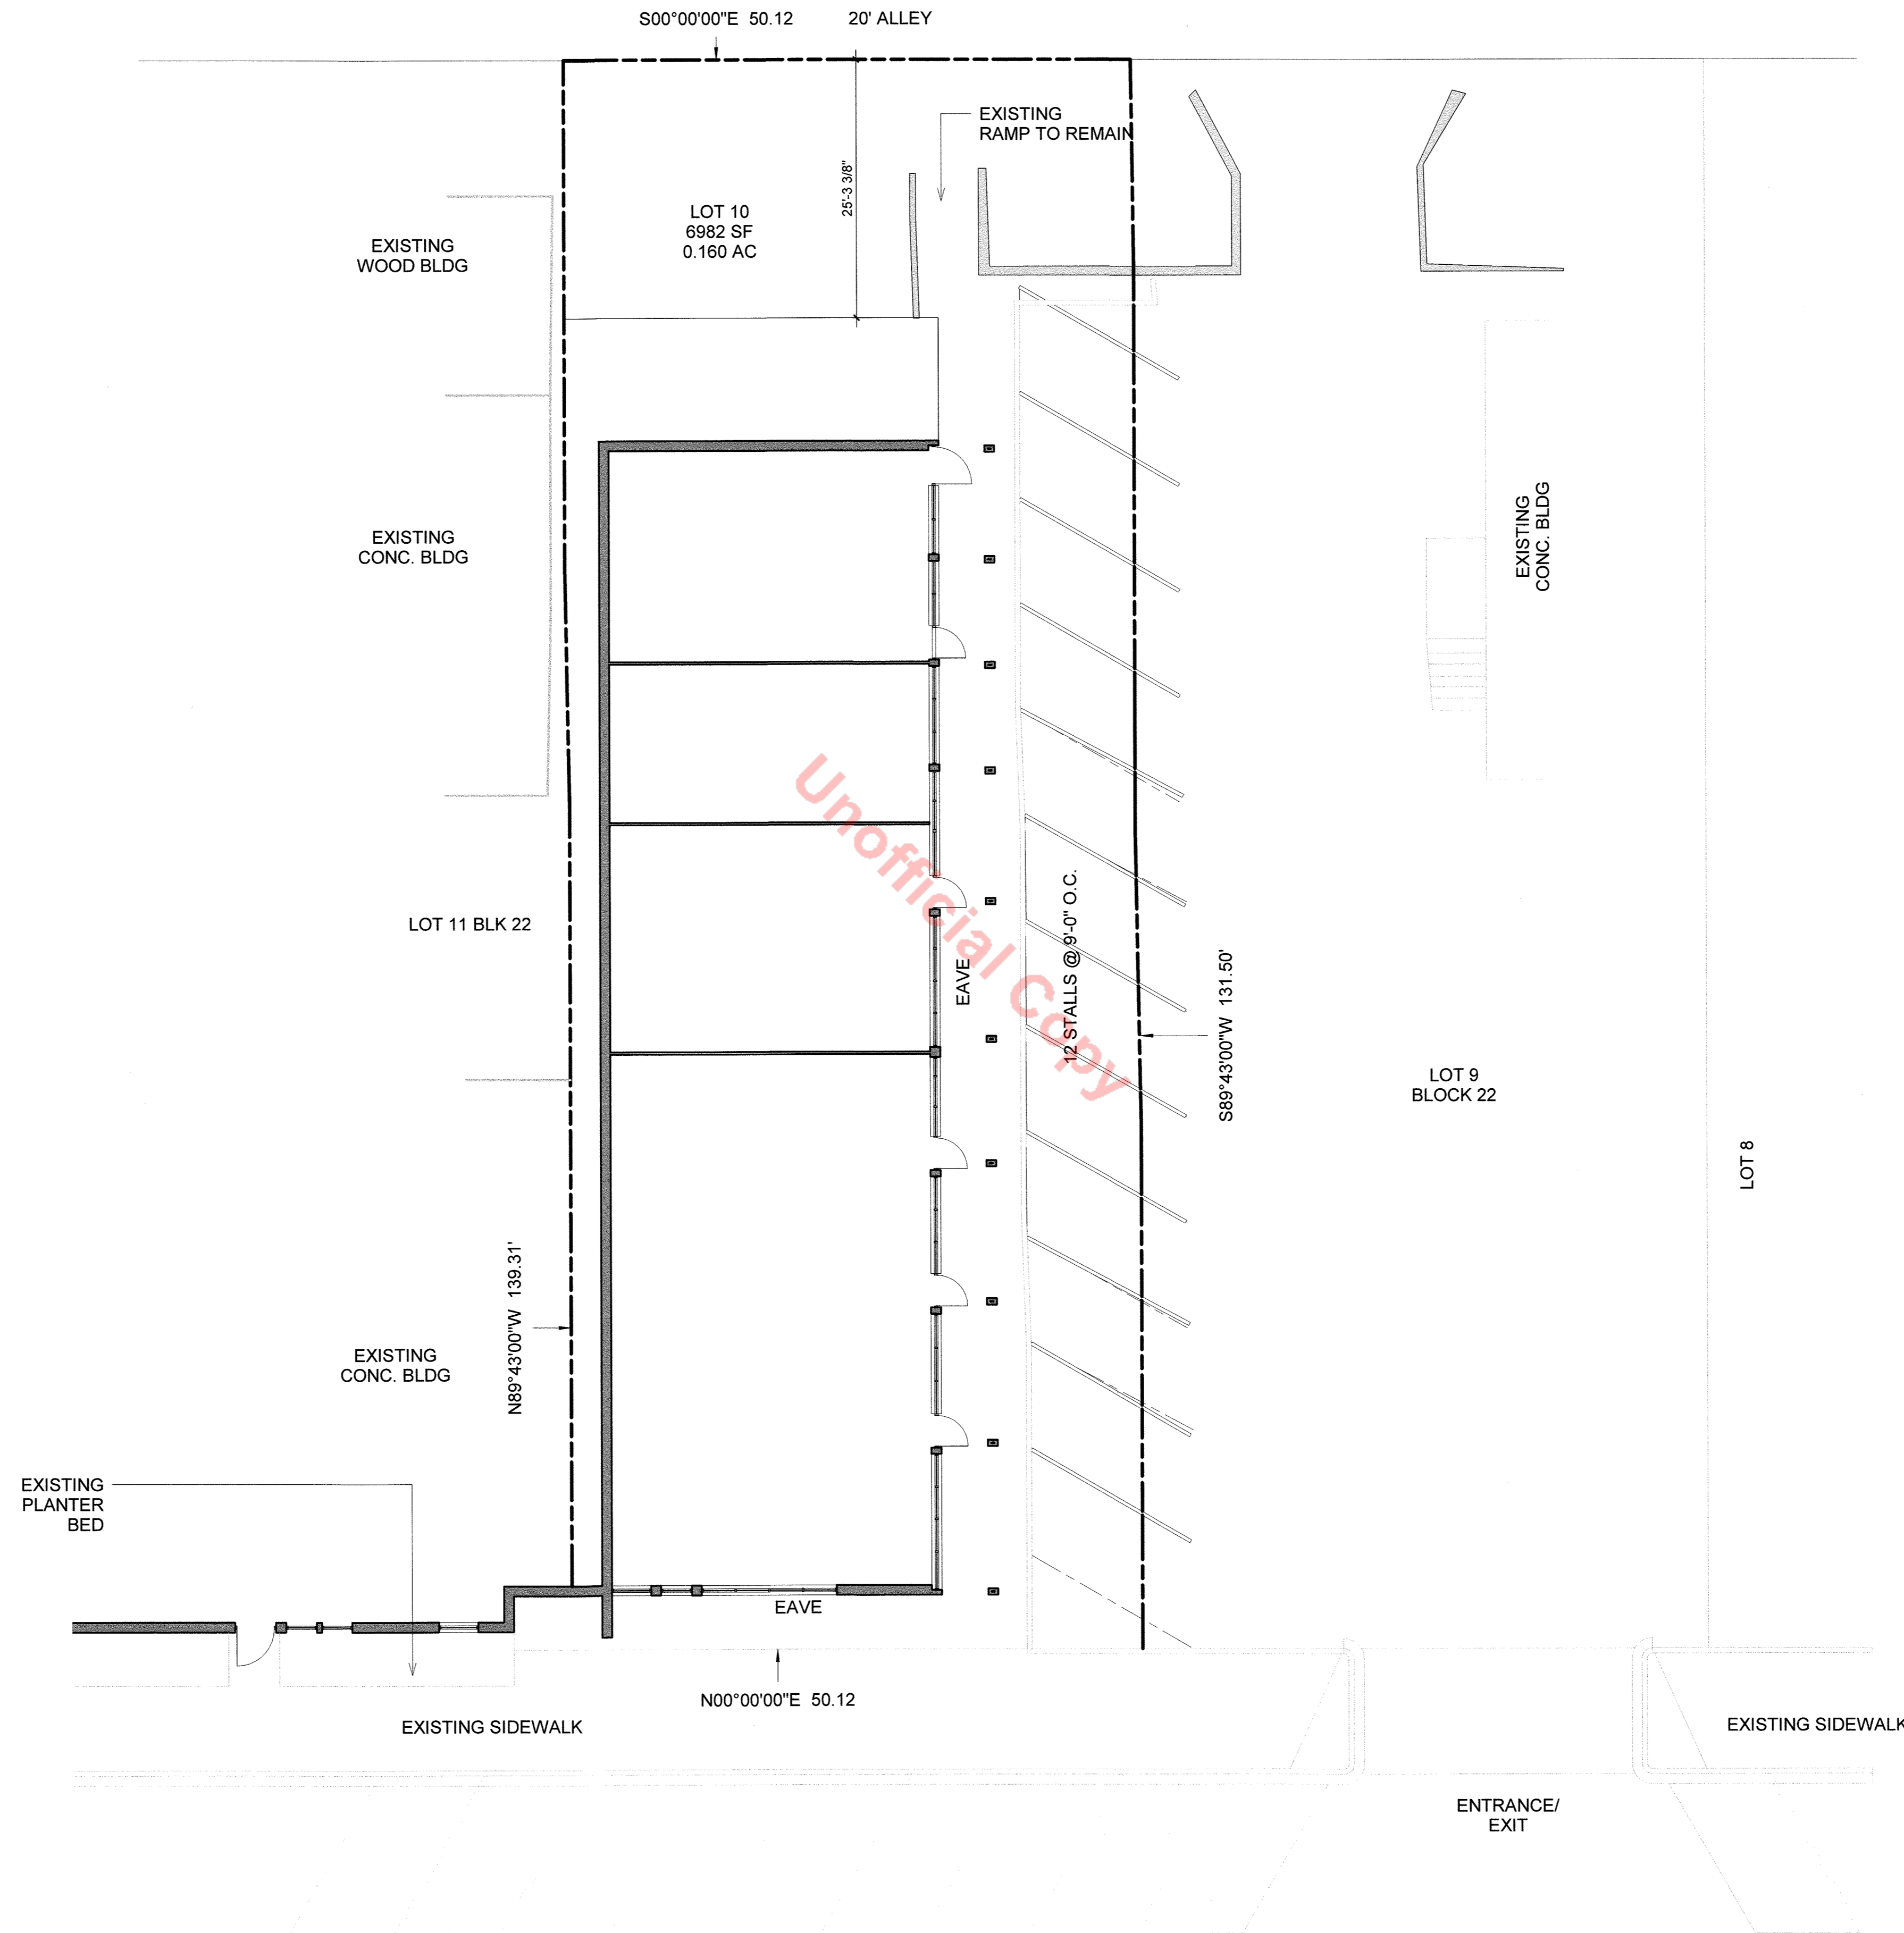 S00°00'00"E 50.12
20' ALLEY
EXISTING
RAMP TO REMAIN
25'-3 3/8"
LOT 10
6982 SF
0.160 AC
EXISTING
WOOD BLDG
EXISTING
CONC. BLDG
EXISTING
CONC. BLDG
LOT 11 BLK 22
EAVE
12 STALLS @ 9'-0" O.C.
S89°43'00"W 131.50'
Unofficial Copy
LOT 9
BLOCK 22
LOT 8
N89°43'00"W 139.31'
EXISTING
CONC. BLDG
EXISTING
PLANTER
BED
EAVE
N00°00'00"E 50.12
EXISTING SIDEWALK
EXISTING SIDEWALK
ENTRANCE/
EXIT